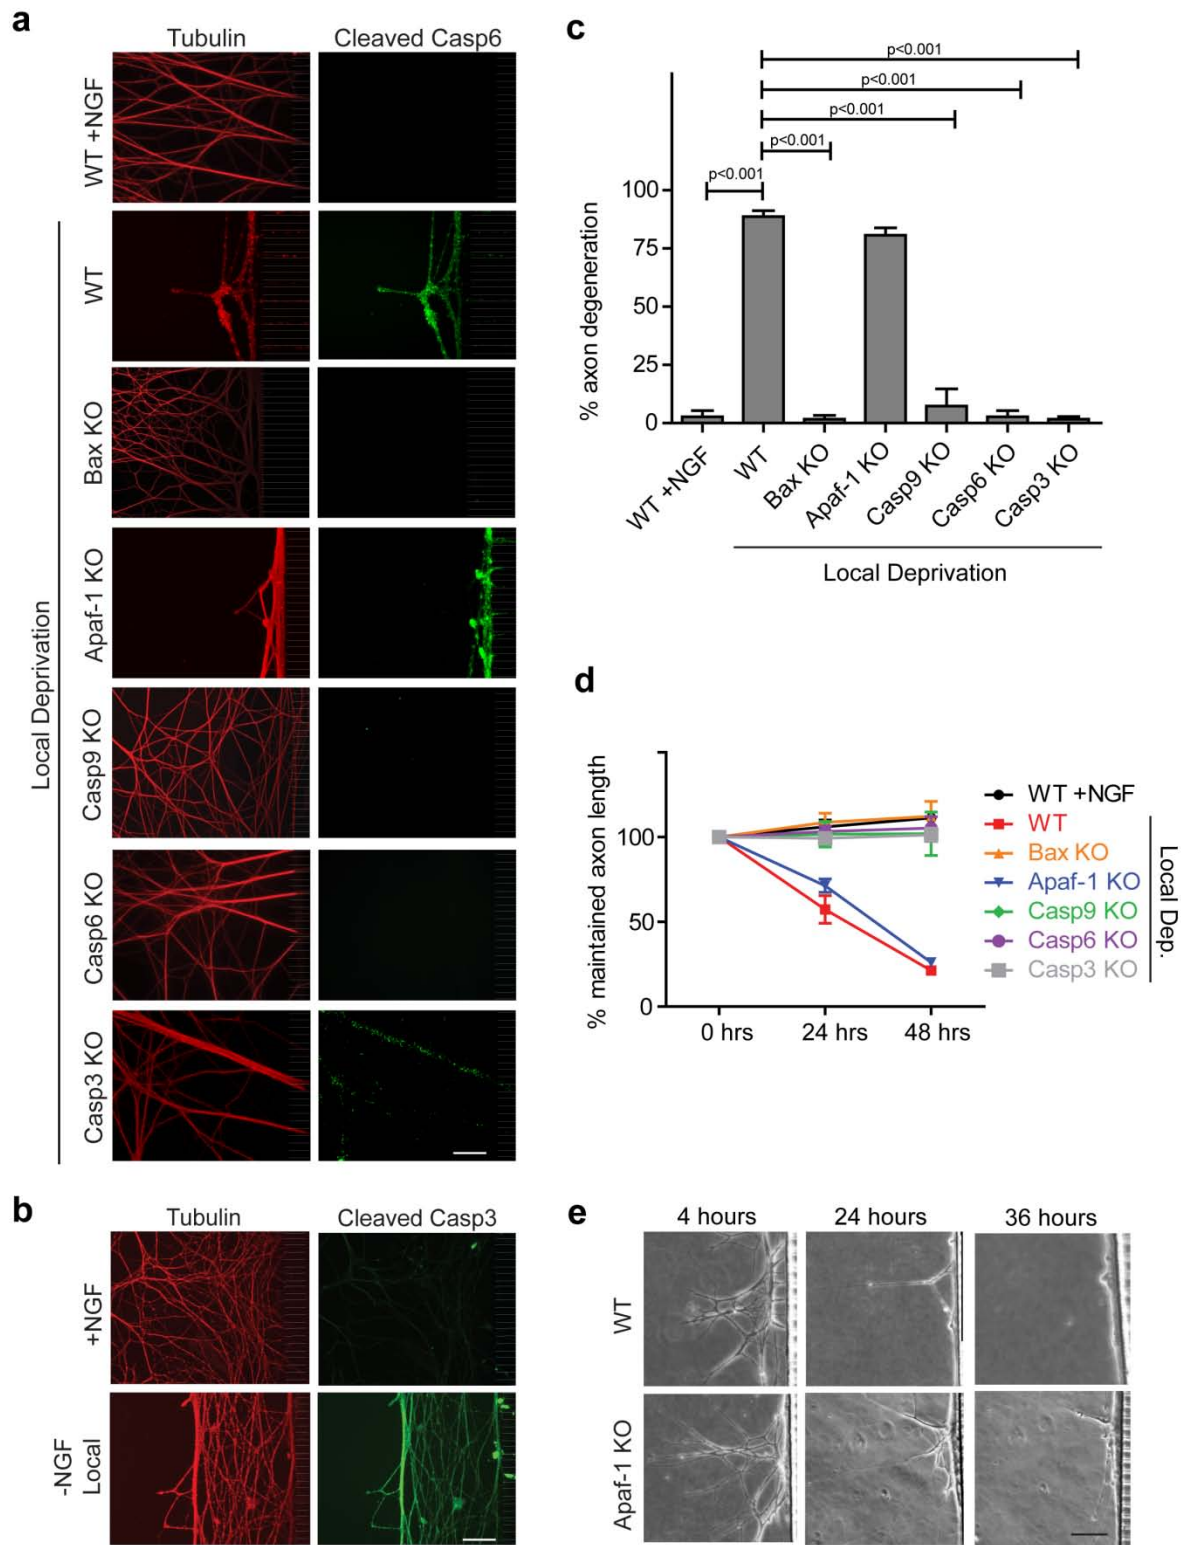 a
Tubulin
Cleaved Casp6
WT +NGF
WT
Bax KO
Apaf-1 KO
Casp9 KO
Casp6 KO
Casp3 KO
Local Deprivation
b
Tubulin
Cleaved Casp3
+NGF
-NGF
Local
c
p<0.001
p<0.001
p<0.001
p<0.001
p<0.001
% axon degeneration
100
75
50
25
0
WT +NGF
WT
Bax KO
Apaf-1 KO
Casp9 KO
Casp6 KO
Casp3 KO
Local Deprivation
d
% maintained axon length
100
50
0
0 hrs
24 hrs
48 hrs
WT +NGF
WT
Bax KO
Apaf-1 KO
Casp9 KO
Casp6 KO
Casp3 KO
Local Dep.
e
4 hours
24 hours
36 hours
WT
Apaf-1 KO